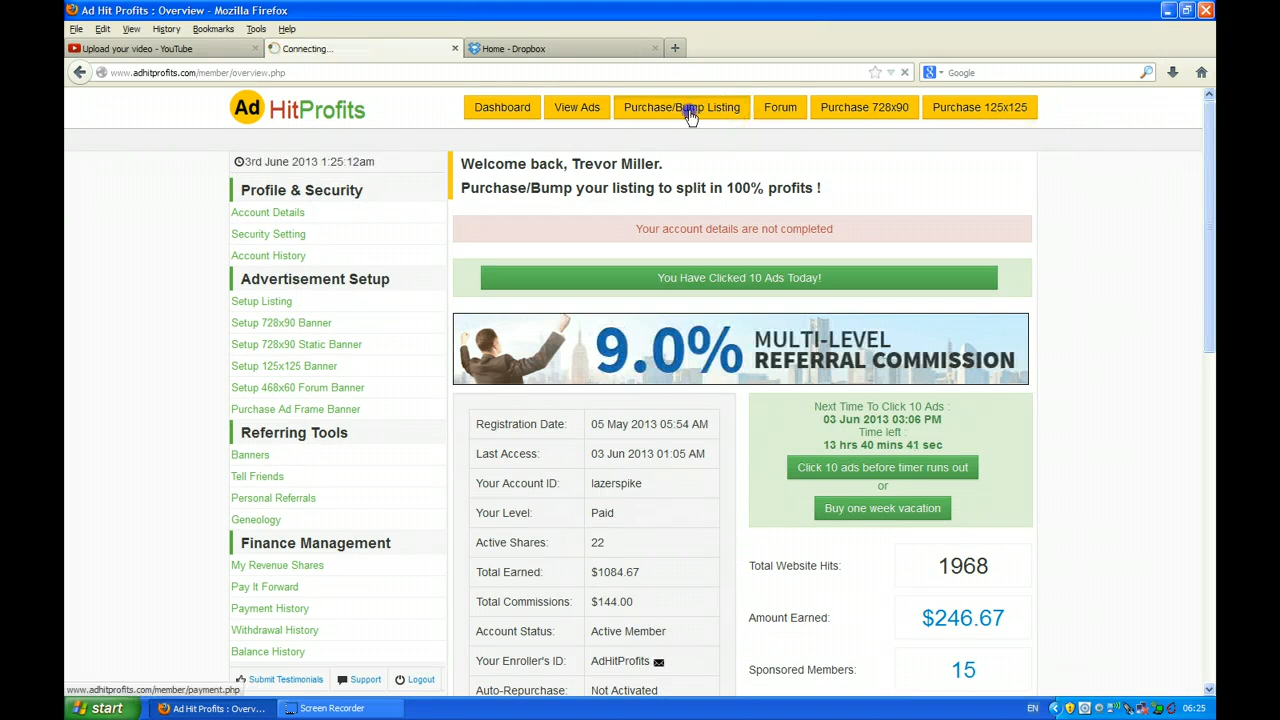 Ad Hit Profits : Overview - Mozilla Firefox
File Edit View History Bookmarks Tools Help
Upload your video - YouTube
Connecting...
Home - Dropbox
www.adhitprofits.com/member/overview.php
Google
Ad HitProfits
Dashboard
View Ads
Purchase/Bump Listing
Forum
Purchase 728x90
Purchase 125x125
3rd June 2013 1:25:12am
Profile & Security
Account Details
Security Setting
Account History
Advertisement Setup
Setup Listing
Setup 728x90 Banner
Setup 728x90 Static Banner
Setup 125x125 Banner
Setup 468x60 Forum Banner
Purchase Ad Frame Banner
Referring Tools
Banners
Tell Friends
Personal Referrals
Geneology
Finance Management
My Revenue Shares
Pay It Forward
Payment History
Withdrawal History
Balance History
Submit Testimonials
Support
Logout
Welcome back, Trevor Miller.
Purchase/Bump your listing to split in 100% profits !
Your account details are not completed
You Have Clicked 10 Ads Today!
9.0% MULTI-LEVEL
REFERRAL COMMISSION
Registration Date: 05 May 2013 05:54 AM
Last Access: 03 Jun 2013 01:05 AM
Your Account ID: lazerspike
Your Level: Paid
Active Shares: 22
Total Earned: $1084.67
Total Commissions: $144.00
Account Status: Active Member
Your Enroller's ID: AdHitProfits
Auto-Repurchase: Not Activated
Next Time To Click 10 Ads :
03 Jun 2013 03:06 PM
Time left :
13 hrs 40 mins 41 sec
Click 10 ads before timer runs out
or
Buy one week vacation
Total Website Hits: 1968
Amount Earned: $246.67
Sponsored Members: 15
www.adhitprofits.com/member/payment.php
start
Ad Hit Profits : Overv...
Screen Recorder
EN
06:25